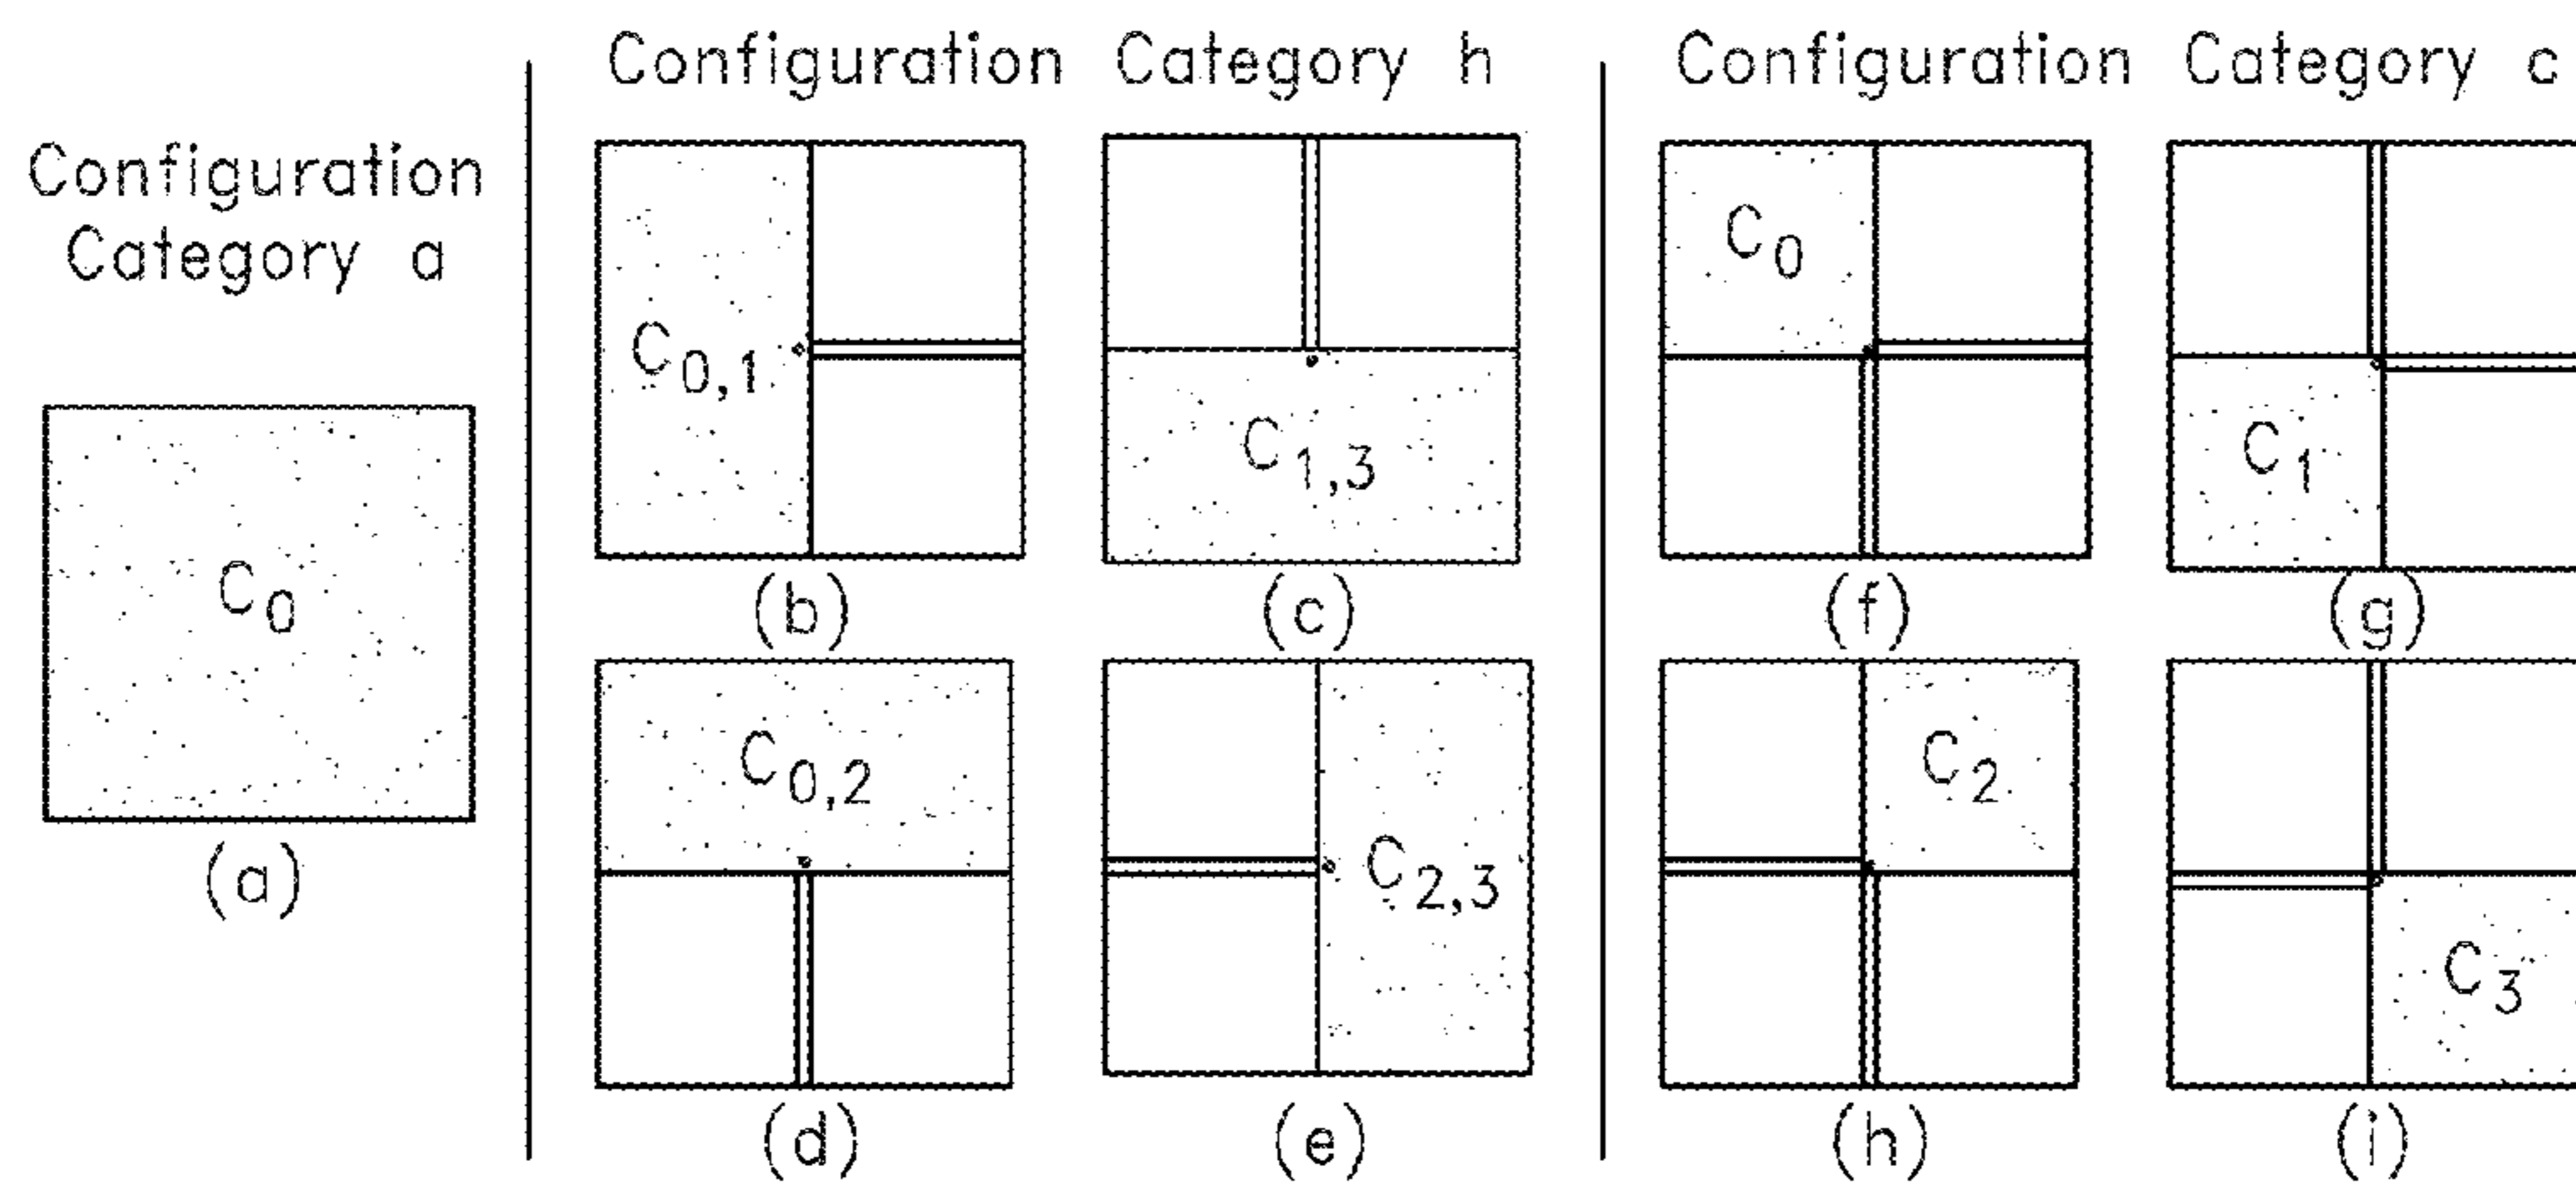 Configuration Category a
C0
(a)
Configuration Category h
C0,1
(b)
C1,3
(c)
C0,2
(d)
C2,3
(e)
Configuration Category c
C0
(f)
C1
(g)
C2
(h)
C3
(i)